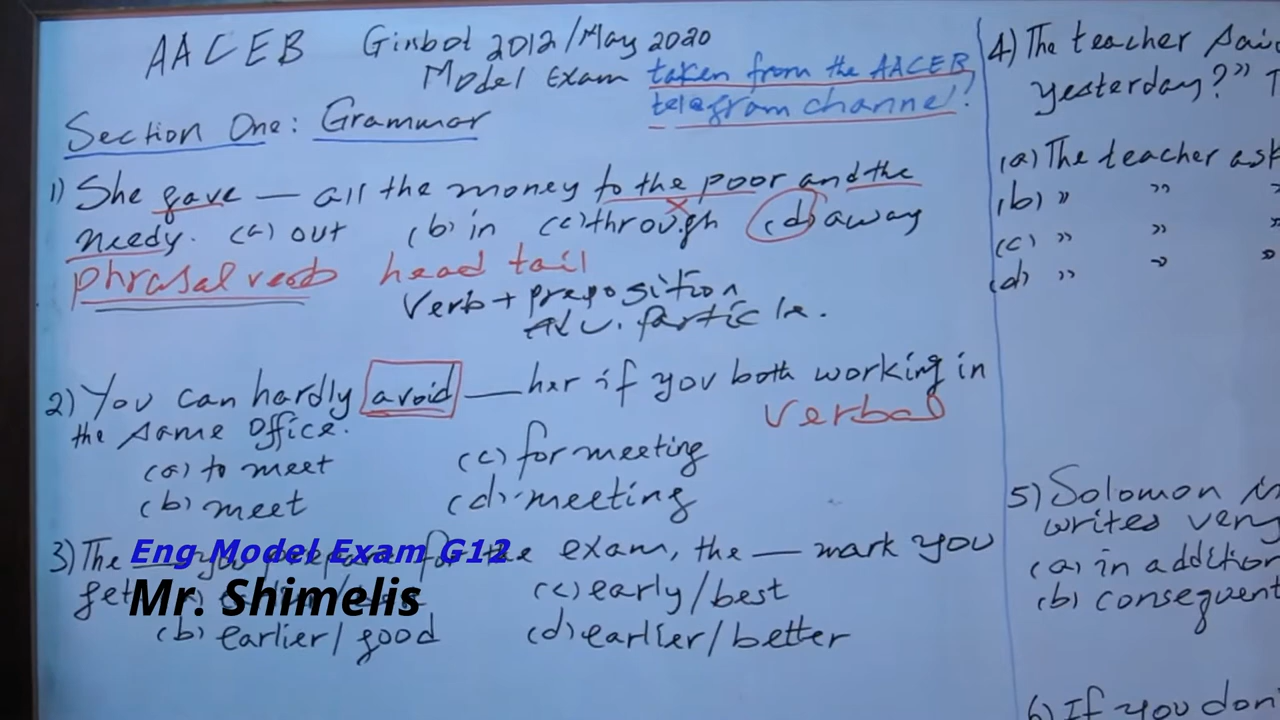 AACEB Ginbot 2012/May 2020
Model Exam taken from the AACEB
telegram channel!
Section One: Grammar
1) She gave — all the money to the poor and the
needy. (a) out (b) in (c) through (d) away
Phrasal verb head tail
Verb + preposition
Adv. particle.
2) You can hardly avoid — her if you both working in
the same office.
verbal
(a) to meet (c) for meeting
(b) meet (d) meeting
3) The you prepare for the exam, the — mark you
get
(c) early/best
(b) earlier/good (d) earlier/better
Eng Model Exam G12
Mr. Shimelis
4) The teacher
yesterday?"
(a) The teacher ask
(b) " "
(c) " "
(d) " " "
5) Solomon
writes very
(a) in addition
(b) consequent
6) If you don'